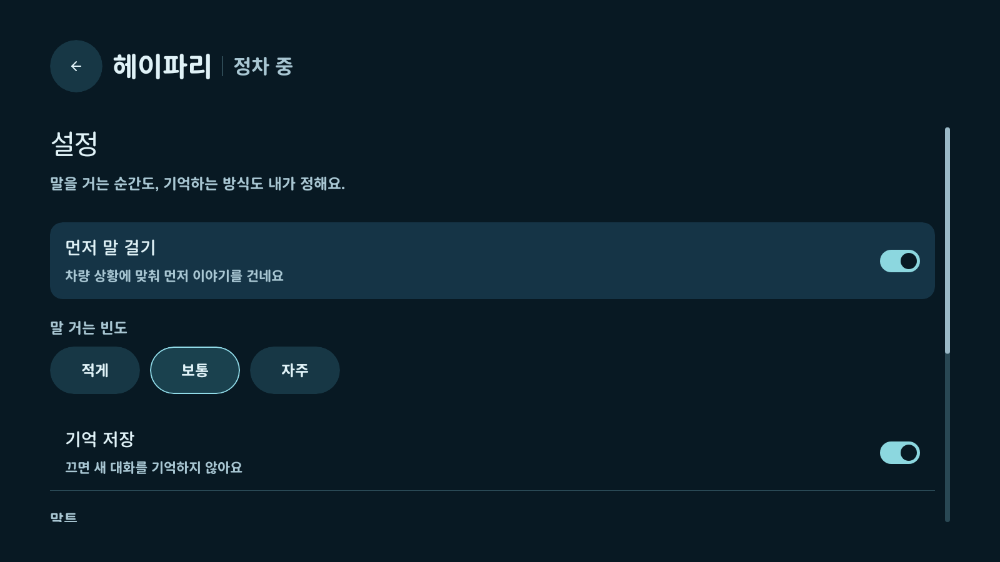 헤이파리
정차 중
설정
말을 거는 순간도, 기억하는 방식도 내가 정해요.
먼저 말 걸기
차량 상황에 맞춰 먼저 이야기를 건네요
말 거는 빈도
적게
보통
자주
기억 저장
끄면 새 대화를 기억하지 않아요